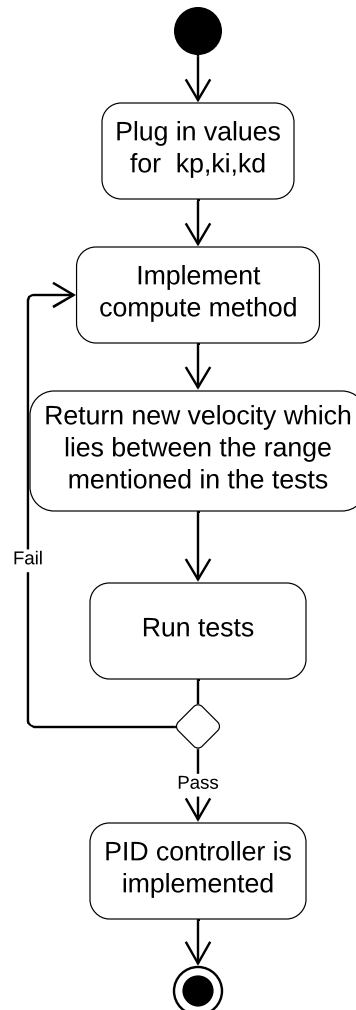 Plug in values
for  kp,ki,kd
Implement
compute method
Return new velocity which
lies between the range
mentioned in the tests
Fail
Run tests
Pass
PID controller is
implemented